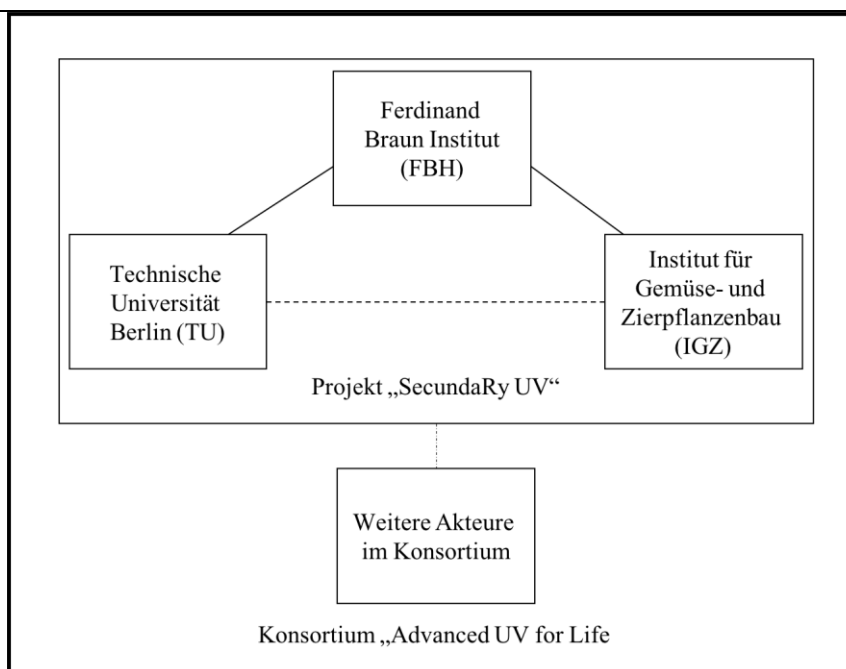 Ferdinand
Braun Institut
(FBH)
Technische
Universität
Berlin (TU)
Institut für
Gemüse- und
Zierpflanzenbau
(IGZ)
Projekt „SecundaRy UV“
Weitere Akteure
im Konsortium
Konsortium „Advanced UV for Life